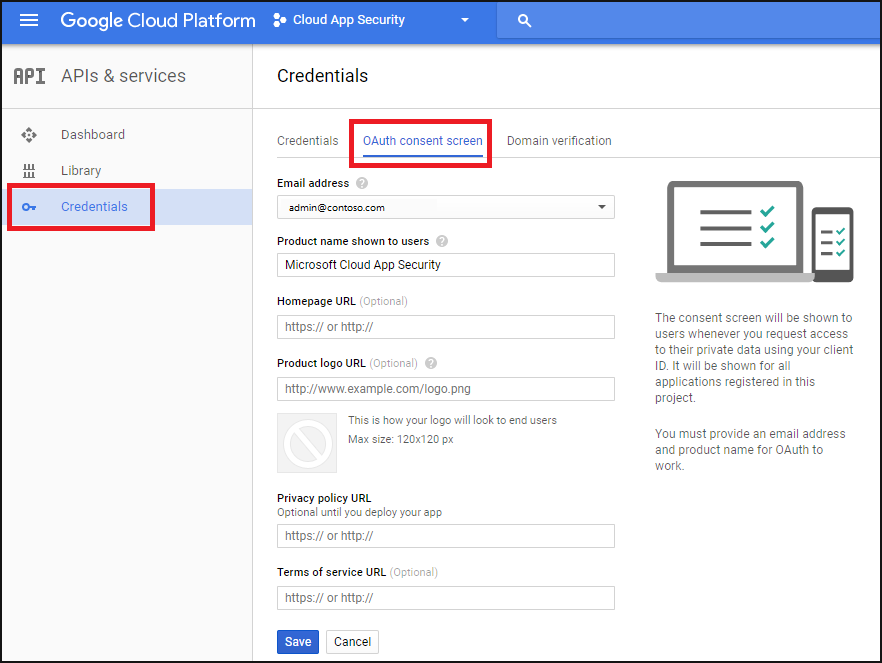 Google Cloud Platform
Cloud App Security
API
APIs & services
Dashboard
Library
Credentials
Credentials
Credentials
OAuth consent screen
Domain verification
Email address ?
admin@contoso.com
Product name shown to users ?
Microsoft Cloud App Security
Homepage URL (Optional)
https:// or http://
Product logo URL (Optional) ?
http://www.example.com/logo.png
This is how your logo will look to end users
Max size: 120x120 px
Privacy policy URL
Optional until you deploy your app
https:// or http://
Terms of service URL (Optional)
https:// or http://
Save
Cancel
The consent screen will be shown to
users whenever you request access
to their private data using your client
ID. It will be shown for all
applications registered in this
project.
You must provide an email address
and product name for OAuth to
work.